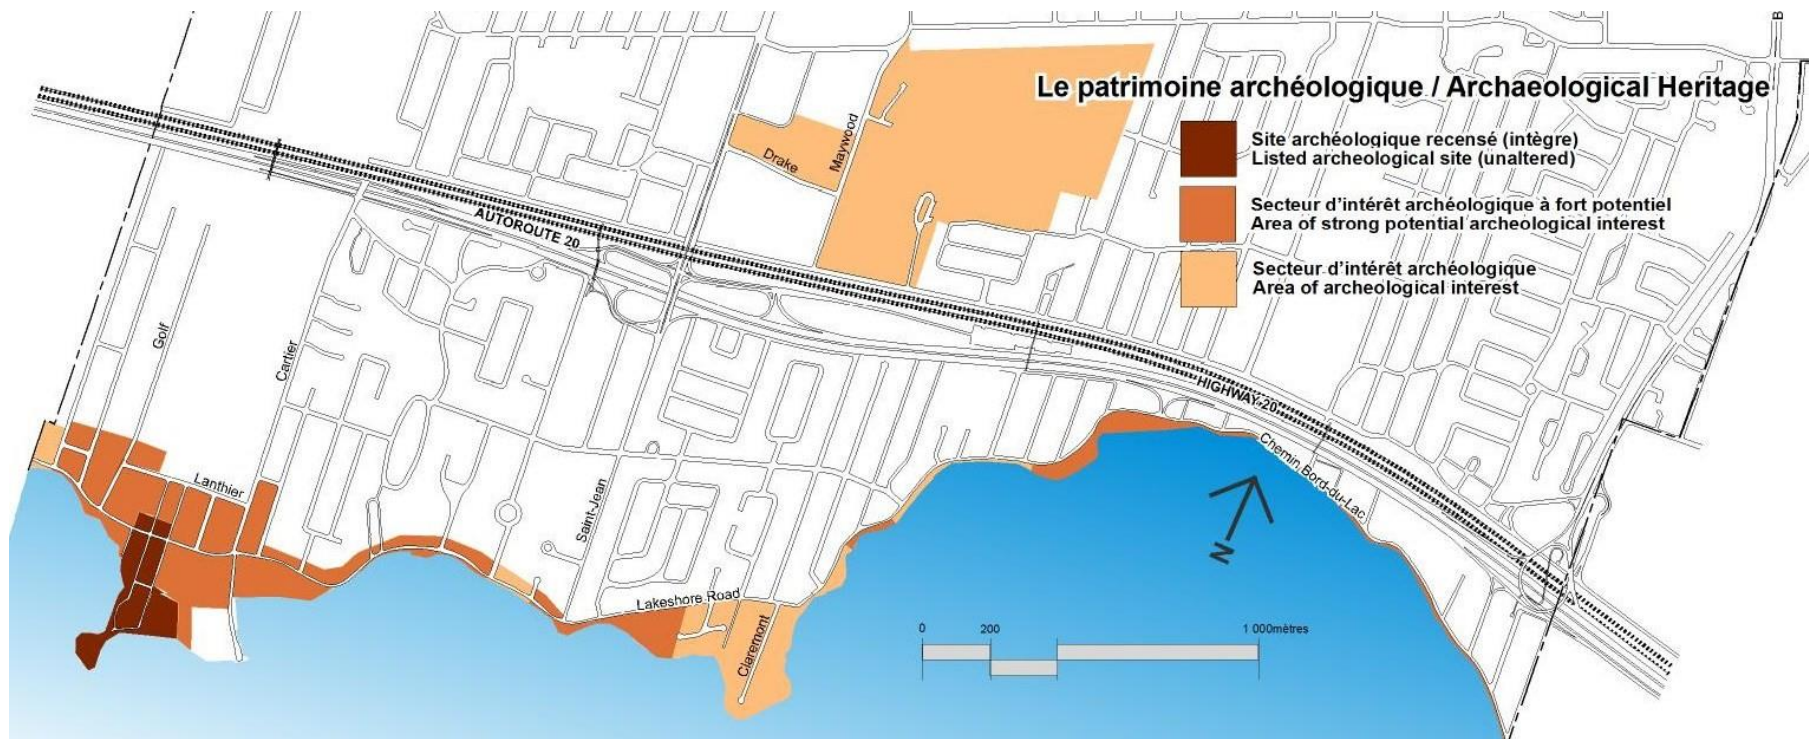 Le patrimoine archéologique / Archaeological Heritage
Site archéologique recensé (intègre)
Listed archeological site (unaltered)
Secteur d'intérêt archéologique à fort potentiel
Area of strong potential archeological interest
Secteur d'intérêt archéologique
Area of archeological interest
Maywood
Drake
AUTOROUTE 20
Golf
Cartier
HIGHWAY 20
Chemin Bord-du-Lac
Lanthier
Saint-Jean
N
Lakeshore Road
Claremont
0 200 1 000mètres